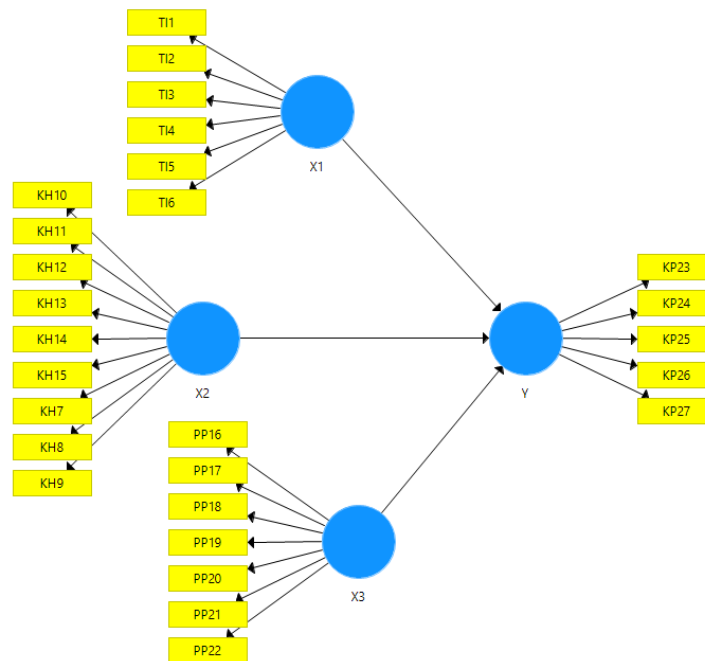 TI1
TI2
TI3
TI4
TI5
TI6
X1
KH10
KH11
KH12
KH13
KH14
KH15
KH7
KH8
KH9
X2
KP23
KP24
KP25
KP26
KP27
Y
PP16
PP17
PP18
PP19
PP20
PP21
PP22
X3